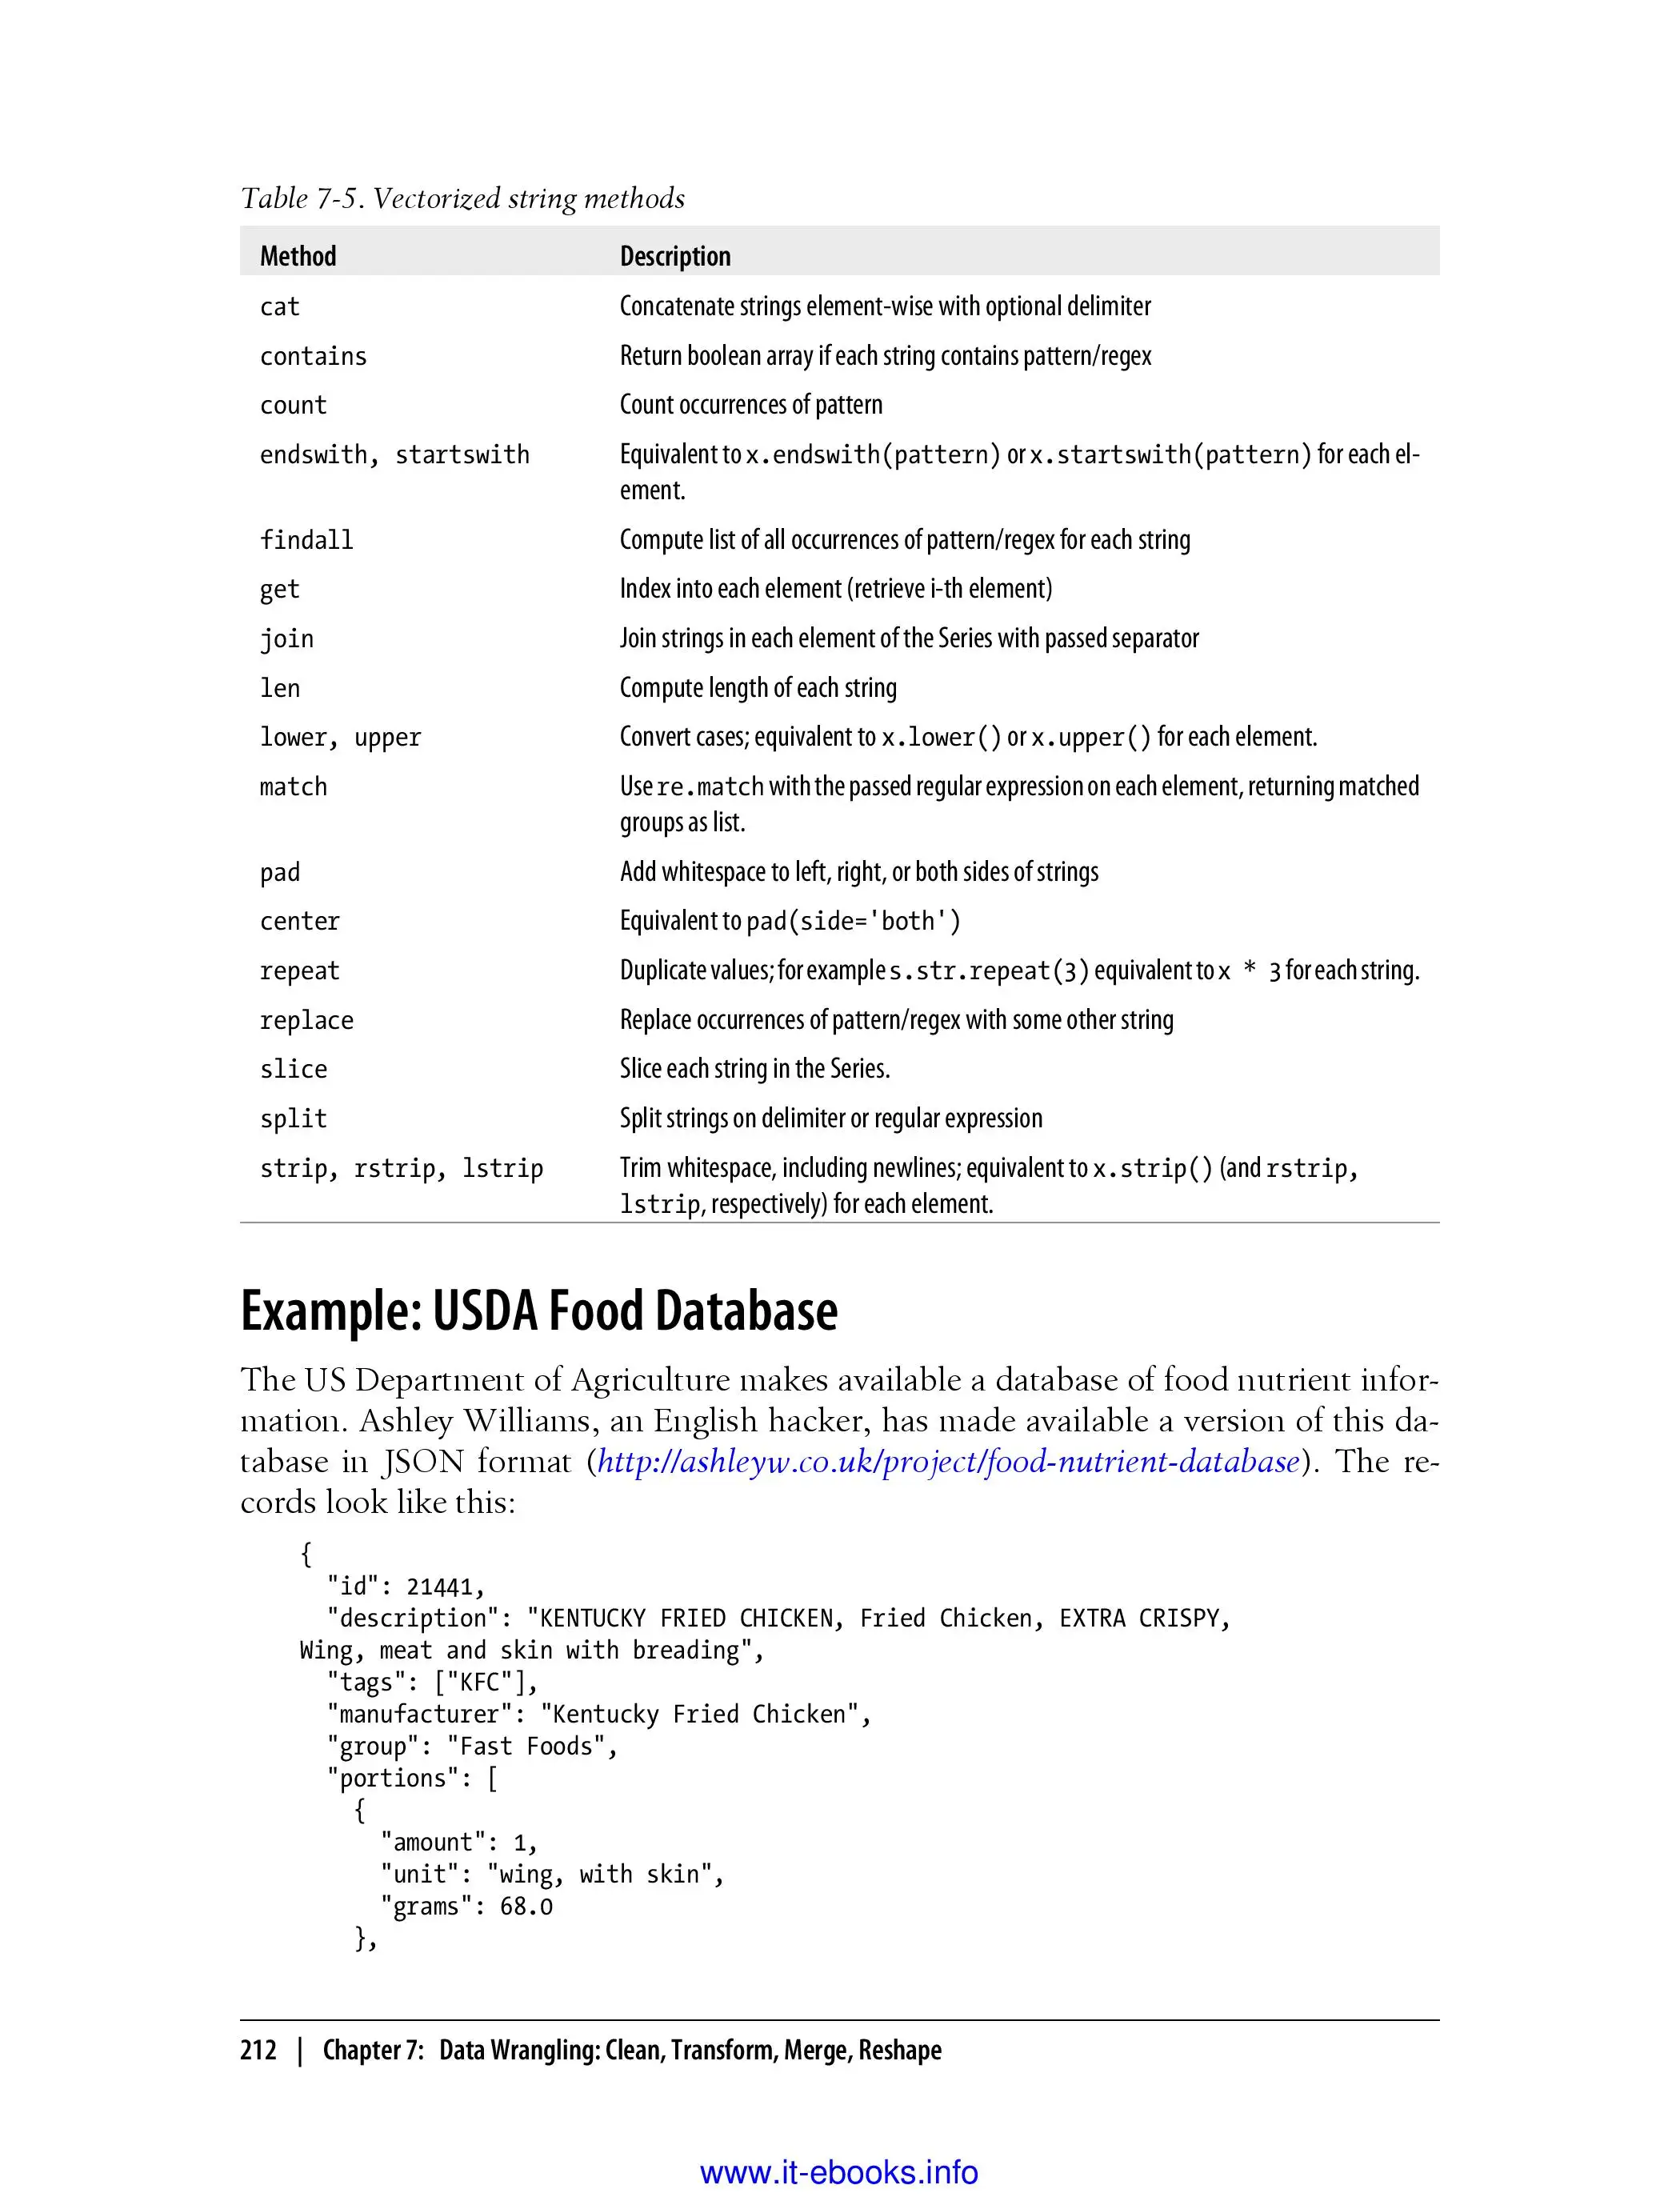 Table 7-5. Vectorized string methods
Method Description
cat Concatenate strings element-wise with optional delimiter
contains Return boolean array if each string contains pattern/regex
count Count occurrences of pattern
endswith, startswith Equivalent to x.endswith(pattern) or x.startswith(pattern) for each el-
ement.
findall Compute list of all occurrences of pattern/regex for each string
get Index into each element (retrieve i-th element)
join Join strings in each element of the Series with passed separator
len Compute length of each string
lower, upper Convert cases; equivalent to x.lower() or x.upper() for each element.
match Use re.match with the passed regular expression on each element, returning matched
groups as list.
pad Add whitespace to left, right, or both sides of strings
center Equivalent to pad(side='both')
repeat Duplicate values; for example s.str.repeat(3) equivalent to x * 3 for each string.
replace Replace occurrences of pattern/regex with some other string
slice Slice each string in the Series.
split Split strings on delimiter or regular expression
strip, rstrip, lstrip Trim whitespace, including newlines; equivalent to x.strip() (and rstrip,
lstrip, respectively) for each element.
Example: USDA Food Database
The US Department of Agriculture makes available a database of food nutrient infor-
mation. Ashley Williams, an English hacker, has made available a version of this da-
tabase in JSON format (http://ashleyw.co.uk/project/food-nutrient-database). The re-
cords look like this:
{
"id": 21441,
"description": "KENTUCKY FRIED CHICKEN, Fried Chicken, EXTRA CRISPY,
Wing, meat and skin with breading",
"tags": ["KFC"],
"manufacturer": "Kentucky Fried Chicken",
"group": "Fast Foods",
"portions": [
{
"amount": 1,
"unit": "wing, with skin",
"grams": 68.0
},
212 | Chapter 7: Data Wrangling: Clean, Transform, Merge, Reshape
www.it-ebooks.info